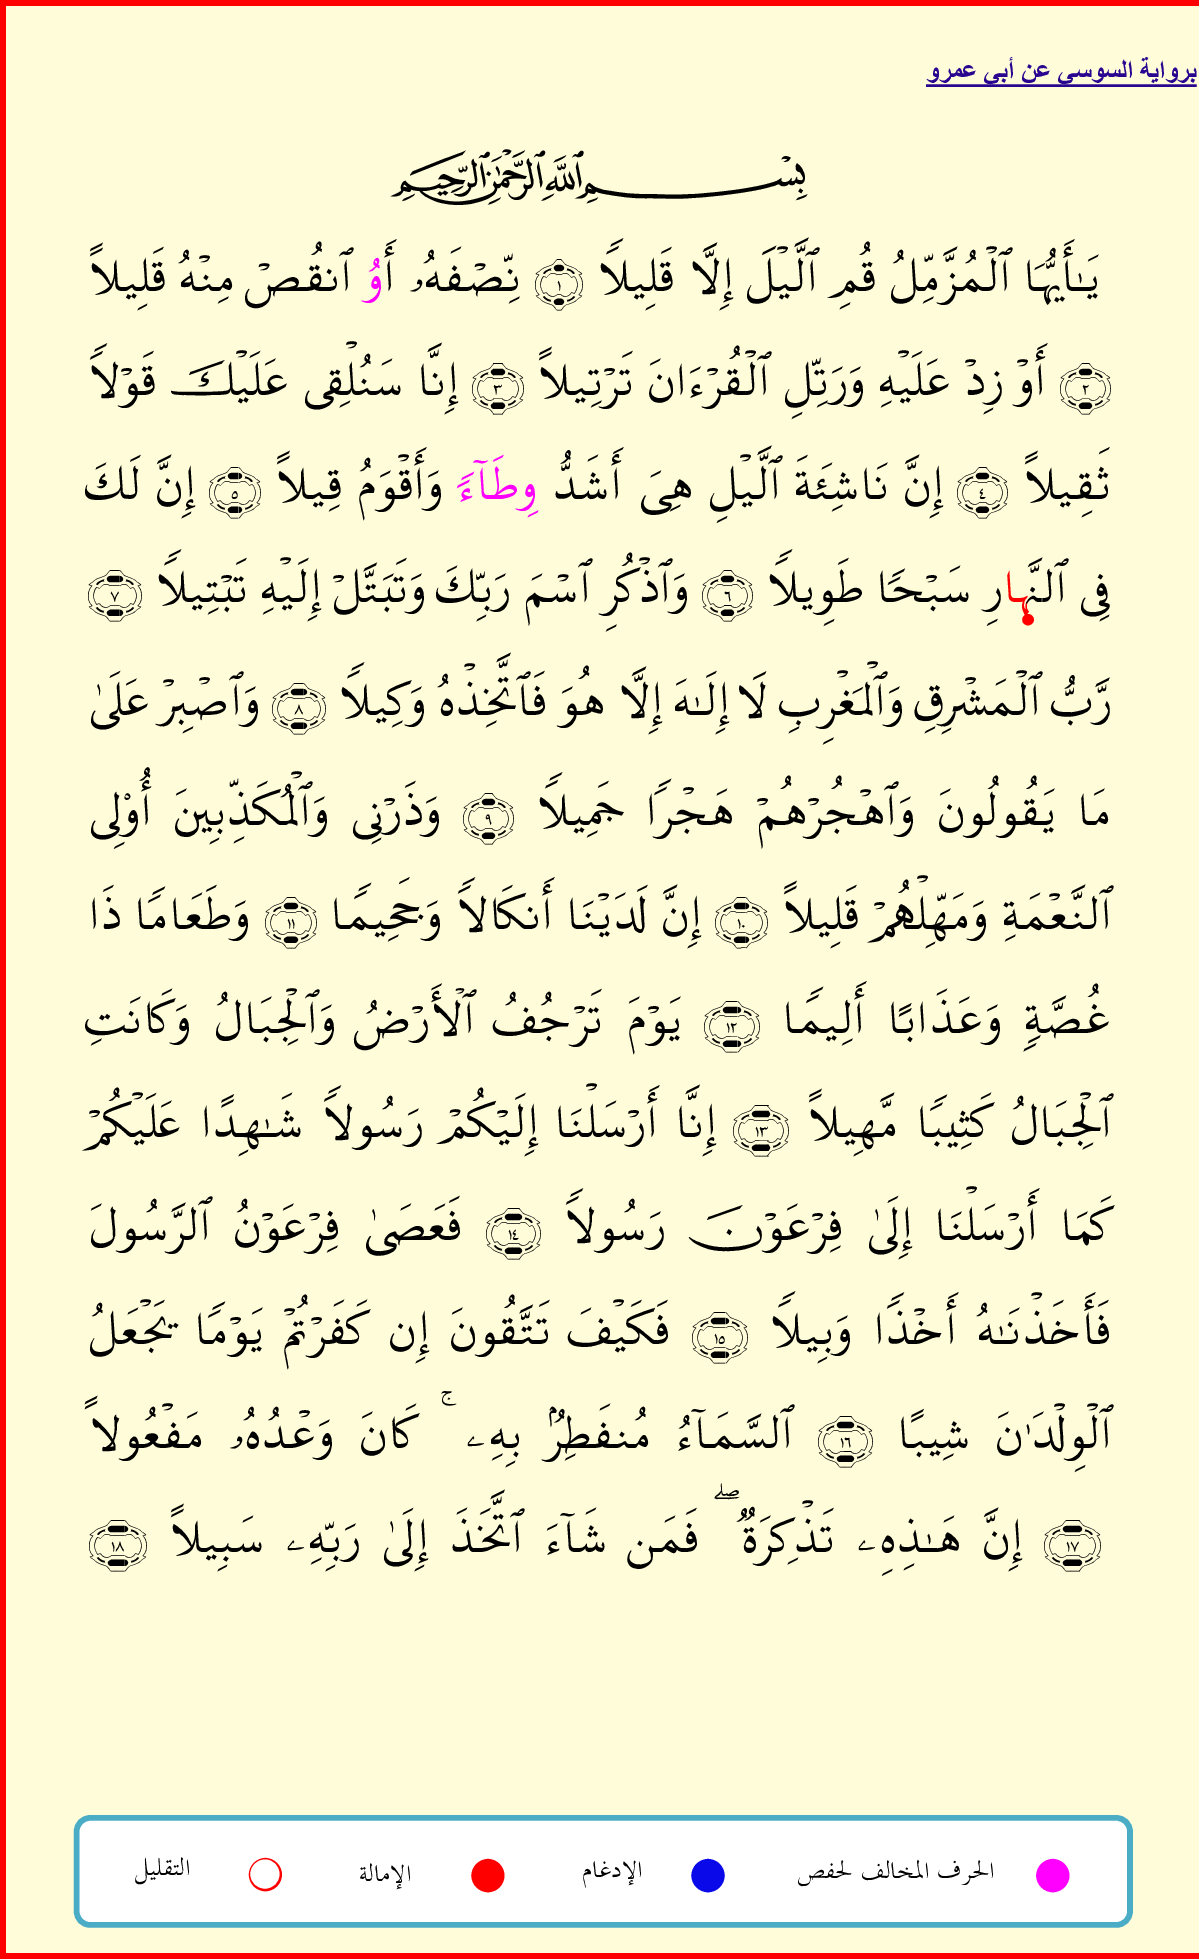 برواية السوسي عن أبي عمرو
بِسْمِ ٱللَّهِ ٱلرَّحْمَٰنِ ٱلرَّحِيمِ
يَـٰٓأَيُّهَا ٱلْمُزَّمِّلُ قُمِ ٱلَّيْلَ إِلَّا قَلِيلاً ١ نِّصْفَهُۥ أَوُ ٱنقُصْ مِنْهُ قَلِيلاً
٢ أَوْ زِدْ عَلَيْهِ وَرَتِّلِ ٱلْقُرْءَانَ تَرْتِيلاً ٣ إِنَّا سَنُلْقِى عَلَيْكَ قَوْلاً
ثَقِيلاً ٤ إِنَّ نَاشِئَةَ ٱلَّيْلِ هِىَ أَشَدُّ وِطَآءً وَأَقْوَمُ قِيلاً ٥ إِنَّ لَكَ
فِى ٱلنَّهِارِ سَبْحًا طَوِيلاً ٦ وَٱذْكُرِ ٱسْمَ رَبِّكَ وَتَبَتَّلْ إِلَيْهِ تَبْتِيلاً ٧
رَّبُّ ٱلْمَشْرِقِ وَٱلْمَغْرِبِ لَا إِلَـٰهَ إِلَّا هُوَ فَٱتَّخِذْهُ وَكِيلاً ٨ وَٱصْبِرْ عَلَىٰ
مَا يَقُولُونَ وَٱهْجُرْهُمْ هَجْرًا جَمِيلاً ٩ وَذَرْنِى وَٱلْمُكَذِّبِينَ أُوْلِى
ٱلنَّعْمَةِ وَمَهِّلْهُمْ قَلِيلاً ١٠ إِنَّ لَدَيْنَا أَنكَالاً وَجَحِيمًا ١١ وَطَعَامًا ذَا
غُصَّةٍ وَعَذَابًا أَلِيمًا ١٢ يَوْمَ تَرْجُفُ ٱلْأَرْضُ وَٱلْجِبَالُ وَكَانَتِ
ٱلْجِبَالُ كَثِيبًا مَّهِيلاً ١٣ إِنَّا أَرْسَلْنَا إِلَيْكُمْ رَسُولاً شَـٰهِدًا عَلَيْكُمْ
كَمَا أَرْسَلْنَا إِلَىٰ فِرْعَوْنَ رَسُولاً ١٤ فَعَصَىٰ فِرْعَوْنُ ٱلرَّسُولَ
فَأَخَذْنَـٰهُ أَخْذًا وَبِيلاً ١٥ فَكَيْفَ تَتَّقُونَ إِن كَفَرْتُمْ يَوْمًا يَجْعَلُ
ٱلْوِلْدَٰنَ شِيبًا ١٦ ٱلسَّمَآءُ مُنفَطِرٌۢ بِهِۦ ۚ كَانَ وَعْدُهُۥ مَفْعُولاً
١٧ إِنَّ هَـٰذِهِۦ تَذْكِرَةٌ ۖ فَمَن شَآءَ ٱتَّخَذَ إِلَىٰ رَبِّهِۦ سَبِيلاً ١٨
الحرف المخالف لحفص الإدغام الإمالة التقليل